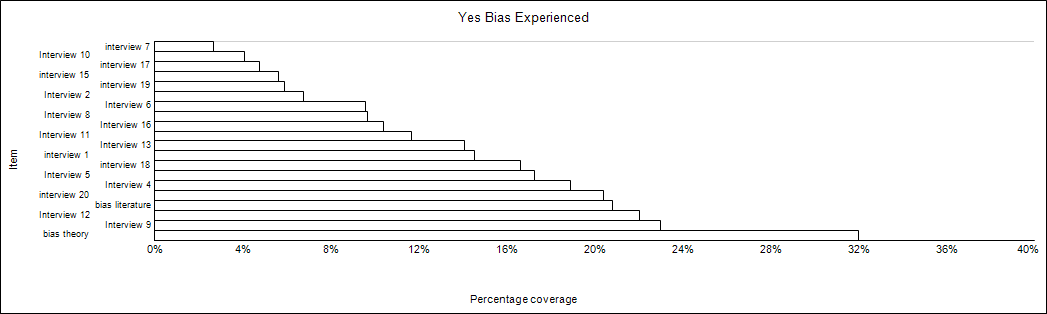 Yes Bias Experienced
interview 7
Interview 10
interview 17
interview 15
interview 19
Interview 2
Interview 6
Interview 8
Interview 16
Interview 11
Interview 13
interview 1
interview 18
Interview 5
Interview 4
interview 20
bias literature
Interview 12
Interview 9
bias theory
Item
0% 4% 8% 12% 16% 20% 24% 28% 32% 36% 40%
Percentage coverage